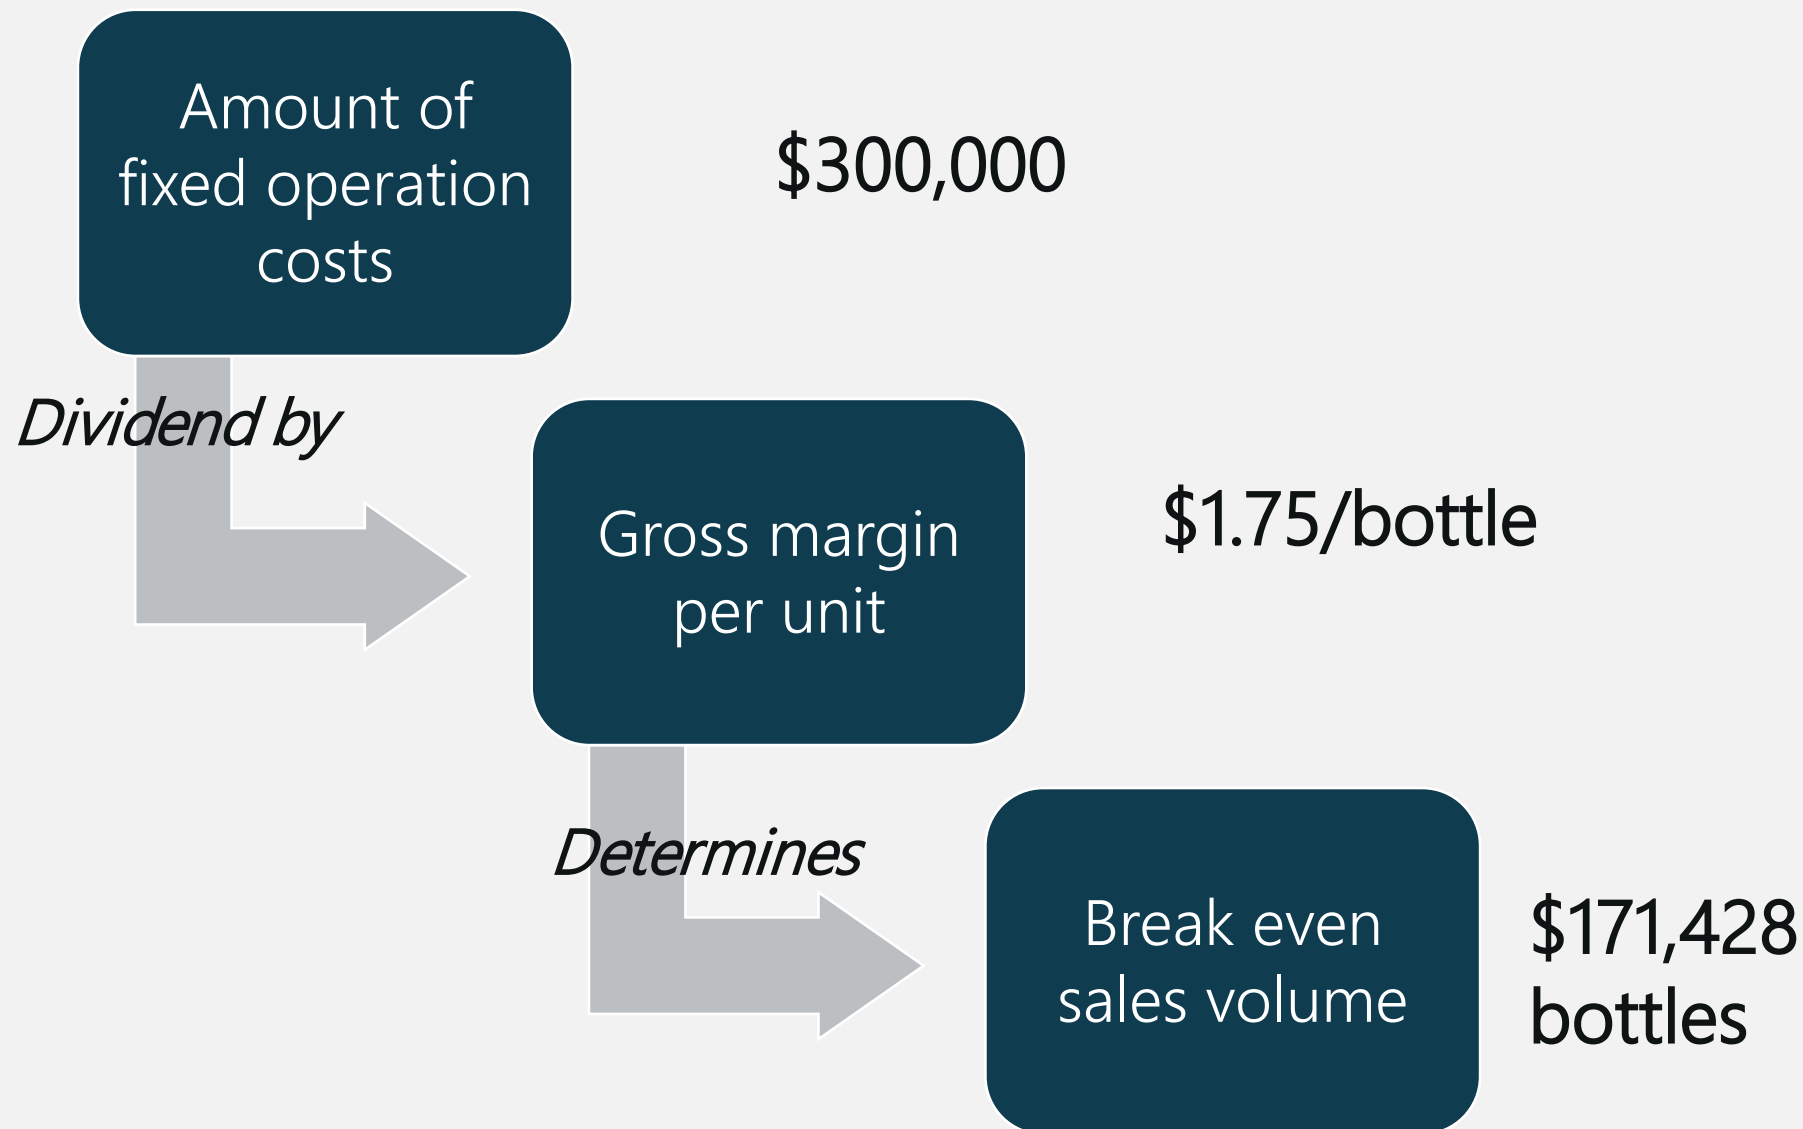 Amount of
fixed operation
costs
$300,000
Dividend by
Gross margin
per unit
$1.75/bottle
Determines
Break even
sales volume
$171,428
bottles